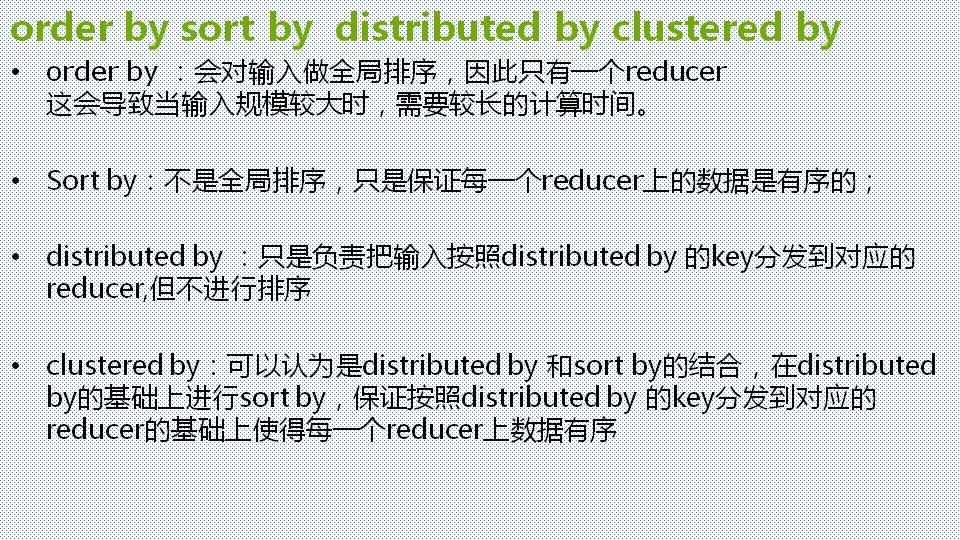 order by sort by  distributed by clustered by
• order by ：会对输入做全局排序，因此只有一个reducer
这会导致当输入规模较大时，需要较长的计算时间。
• Sort by：不是全局排序，只是保证每一个reducer上的数据是有序的；
• distributed by ：只是负责把输入按照distributed by 的key分发到对应的
reducer,但不进行排序
• clustered by：可以认为是distributed by 和sort by的结合，在distributed
by的基础上进行sort by，保证按照distributed by 的key分发到对应的
reducer的基础上使得每一个reducer上数据有序